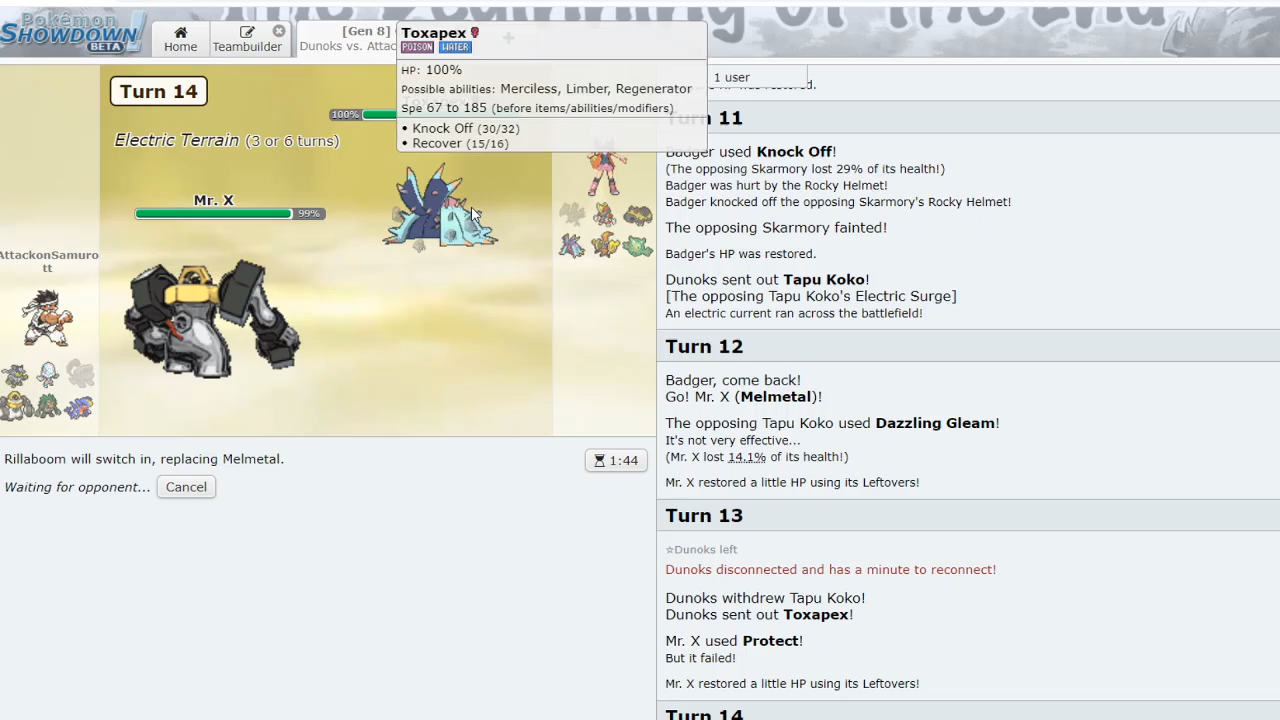 The Beginning of the End
Pokémon
SHOWDOWN
BETA
Home
Teambuilder
[Gen 8]
Dunoks vs. Attac
Toxapex
POISON WATER
HP: 100%
Possible abilities: Merciless, Limber, Regenerator
Spe 67 to 185 (before items/abilities/modifiers)
• Knock Off (30/32)
• Recover (15/16)
1 user
Turn 14
Electric Terrain (3 or 6 turns)
100%
Mr. X
99%
AttackonSamuro
tt
Rillaboom will switch in, replacing Melmetal.
1:44
Waiting for opponent...
Cancel
restored.
Turn 11
Badger used Knock Off!
(The opposing Skarmory lost 29% of its health!)
Badger was hurt by the Rocky Helmet!
Badger knocked off the opposing Skarmory's Rocky Helmet!
The opposing Skarmory fainted!
Badger's HP was restored.
Dunoks sent out Tapu Koko!
[The opposing Tapu Koko's Electric Surge]
An electric current ran across the battlefield!
Turn 12
Badger, come back!
Go! Mr. X (Melmetal)!
The opposing Tapu Koko used Dazzling Gleam!
It's not very effective...
(Mr. X lost 14.1% of its health!)
Mr. X restored a little HP using its Leftovers!
Turn 13
☆Dunoks left
Dunoks disconnected and has a minute to reconnect!
Dunoks withdrew Tapu Koko!
Dunoks sent out Toxapex!
Mr. X used Protect!
But it failed!
Mr. X restored a little HP using its Leftovers!
Turn 14